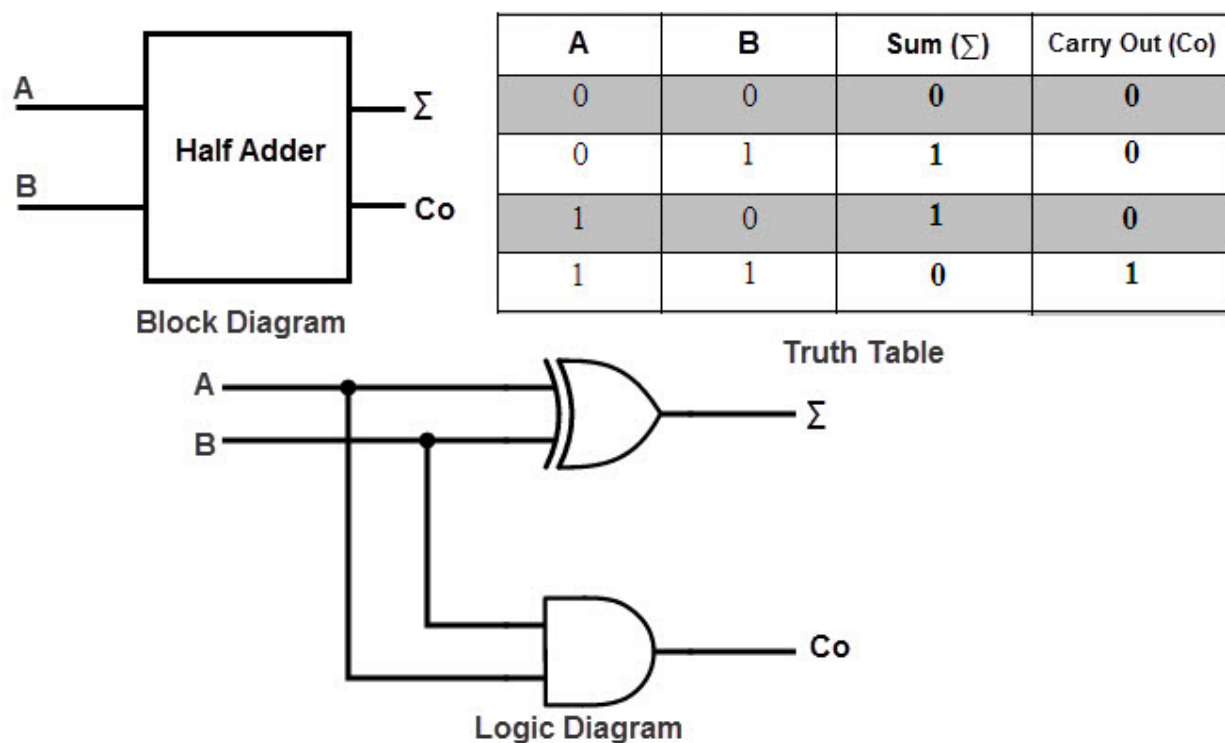 A
B
Half Adder
∑
Co
Block Diagram
A B Sum (∑) Carry Out (Co)
0 0 0 0
0 1 1 0
1 0 1 0
1 1 0 1
Truth Table
A
B
∑
Co
Logic Diagram